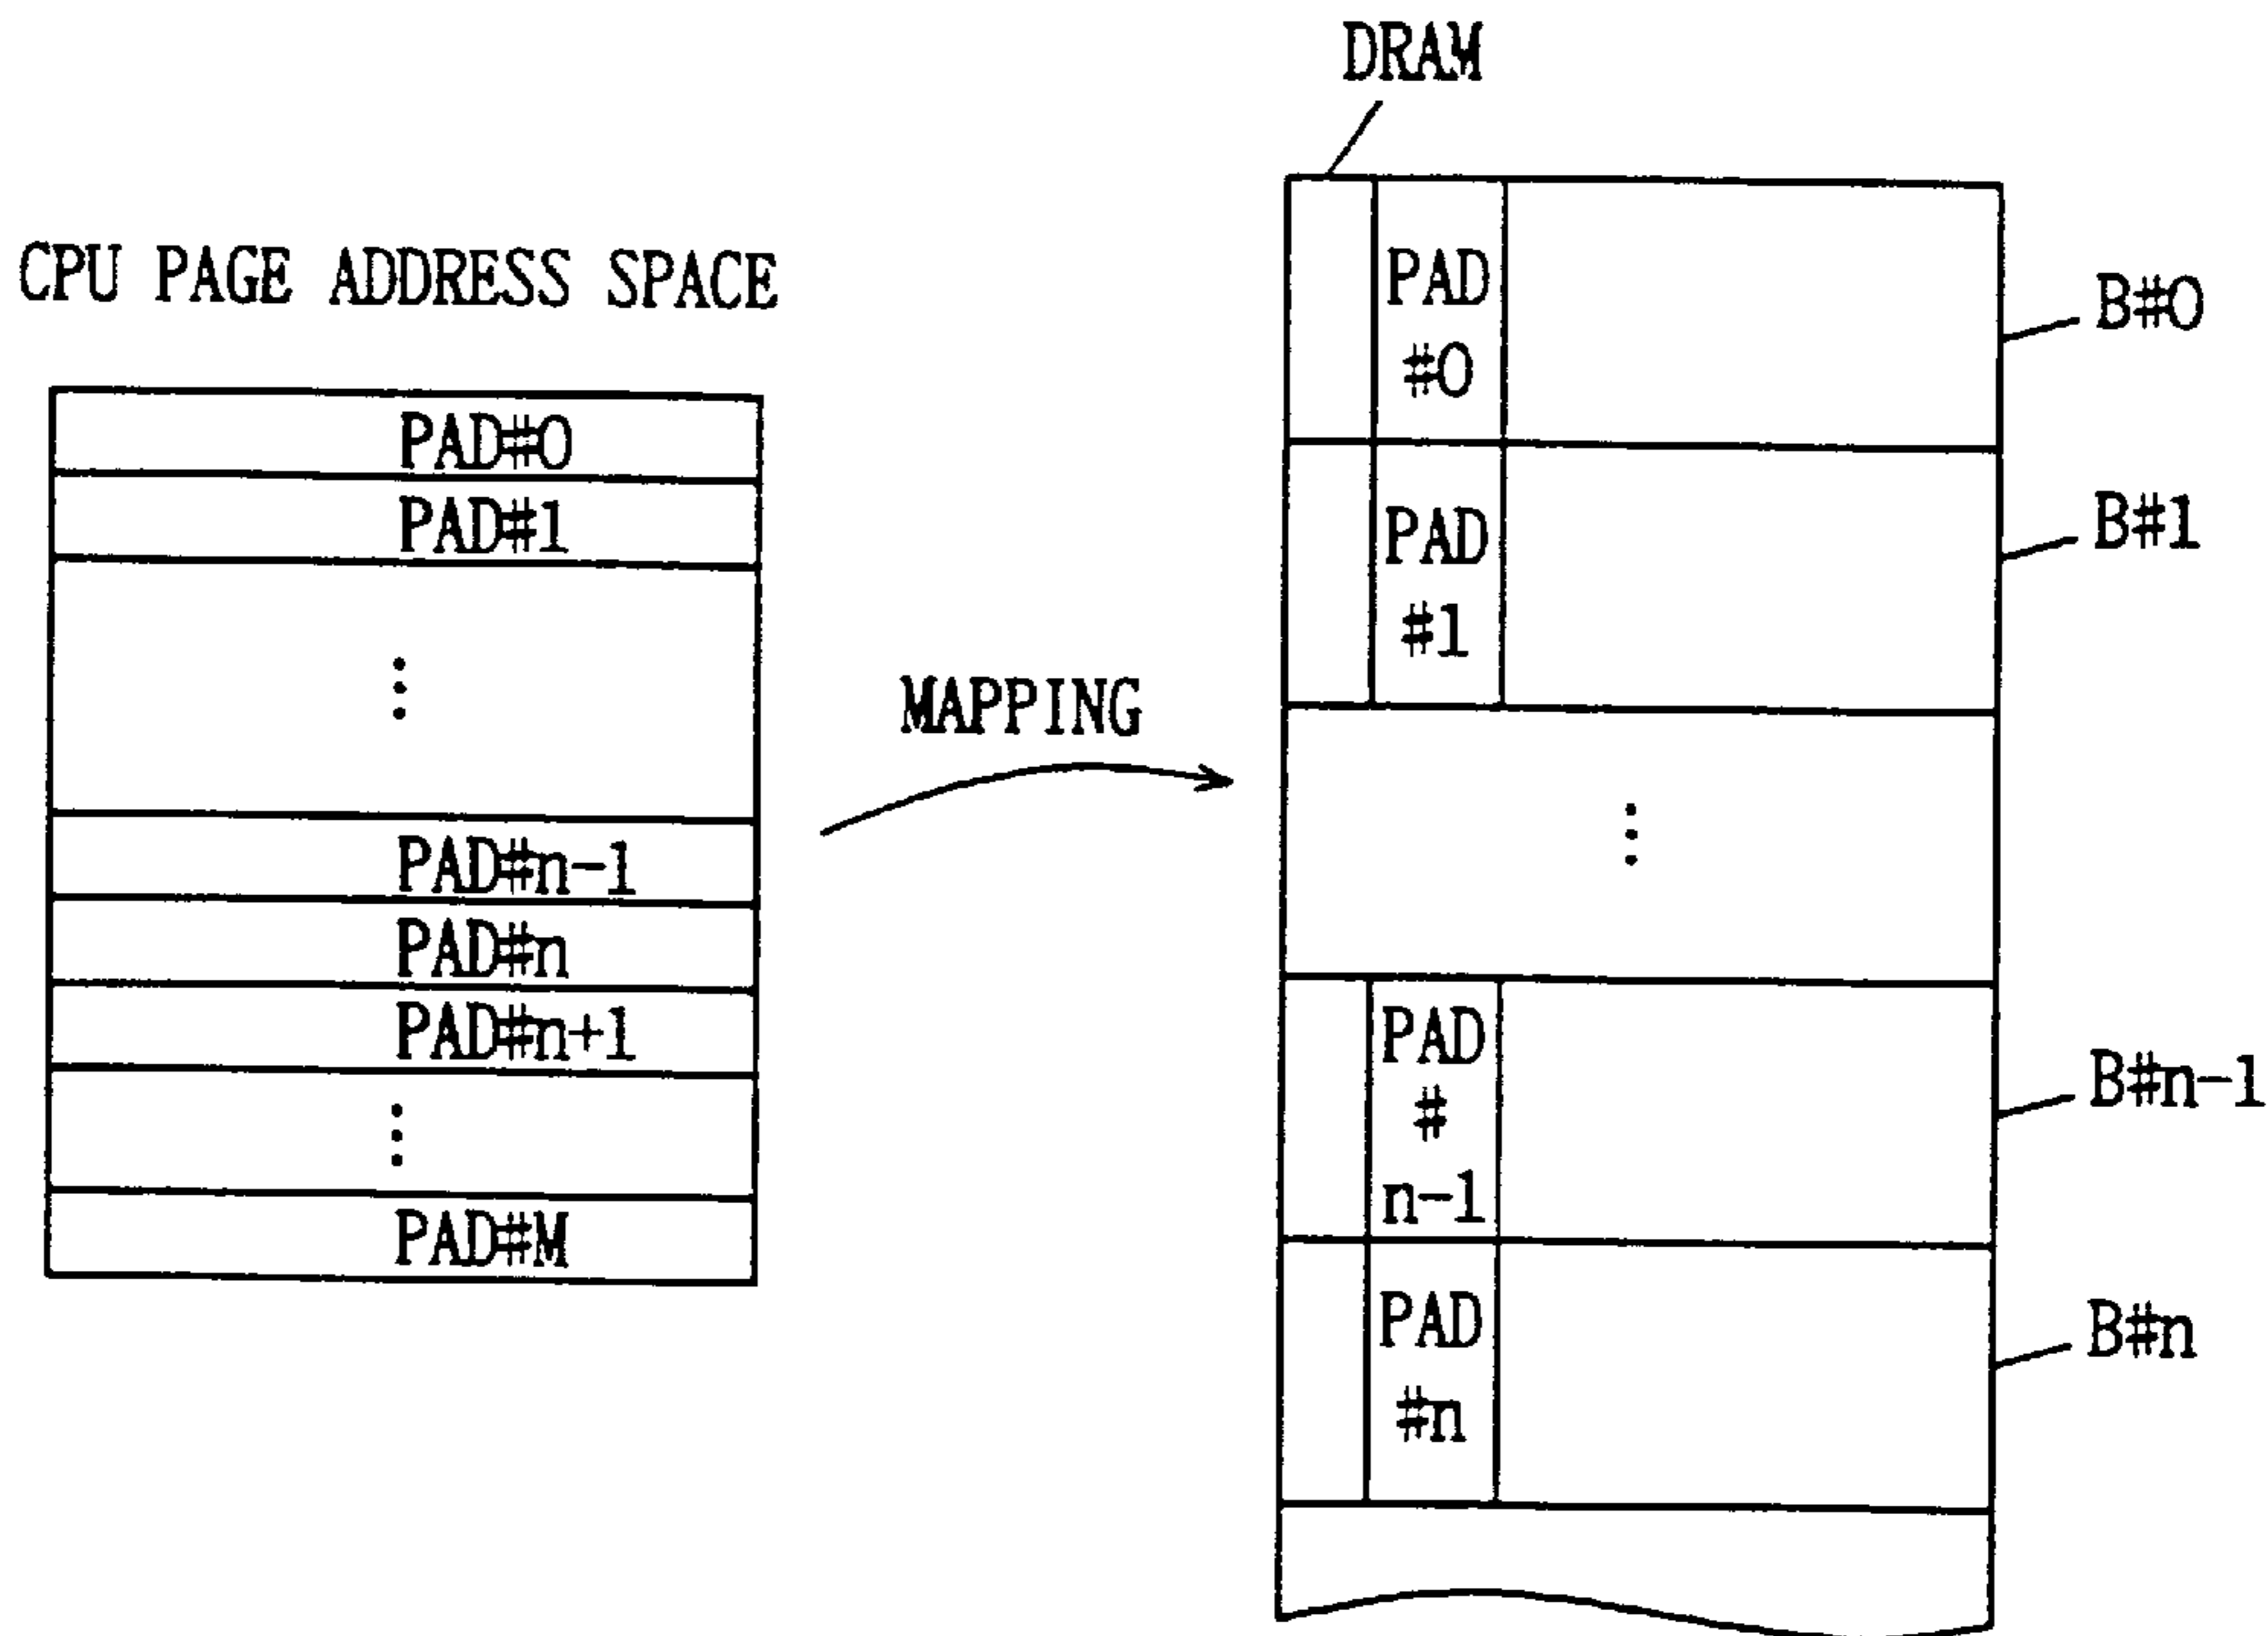 DRAM
CPU PAGE ADDRESS SPACE
PAD#0
PAD#1
PAD#n-1
PAD#n
PAD#n+1
PAD#M
MAPPING
PAD
#0
B#0
PAD
#1
B#1
PAD
#
n-1
B#n-1
PAD
#n
B#n